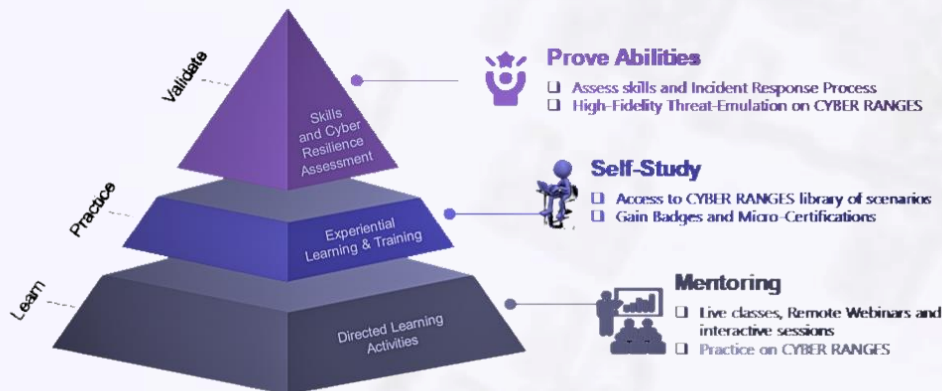 Validate
Skills
and Cyber
Resilience
Assessment
Prove Abilities
❑ Assess skills and Incident Response Process
❑ High-Fidelity Threat-Emulation on CYBER RANGES
Practice
Experiential
Learning & Training
Self-Study
❑ Access to CYBER RANGES library of scenarios
❑ Gain Badges and Micro-Certifications
Learn
Directed Learning
Activities
Mentoring
❑ Live classes, Remote Webinars and
interactive sessions
❑ Practice on CYBER RANGES